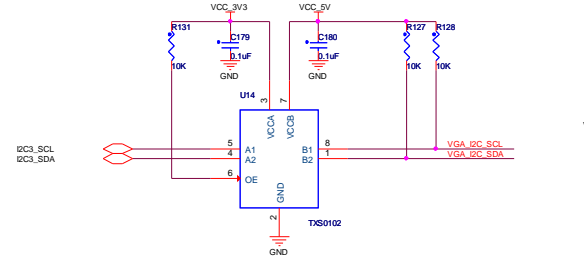 VCC_3V3 VCC_5V
R131 C179 C180 R127 R128
10K 0.1uF 0.1uF 10K 10K
GND GND
U14
3 7
VCCA VCCB
I2C3_SCL 5 A1 B1 8 VGA_I2C_SCL
I2C3_SDA 4 A2 B2 1 VGA_I2C_SDA
6 OE
GND
2 TXS0102
GND